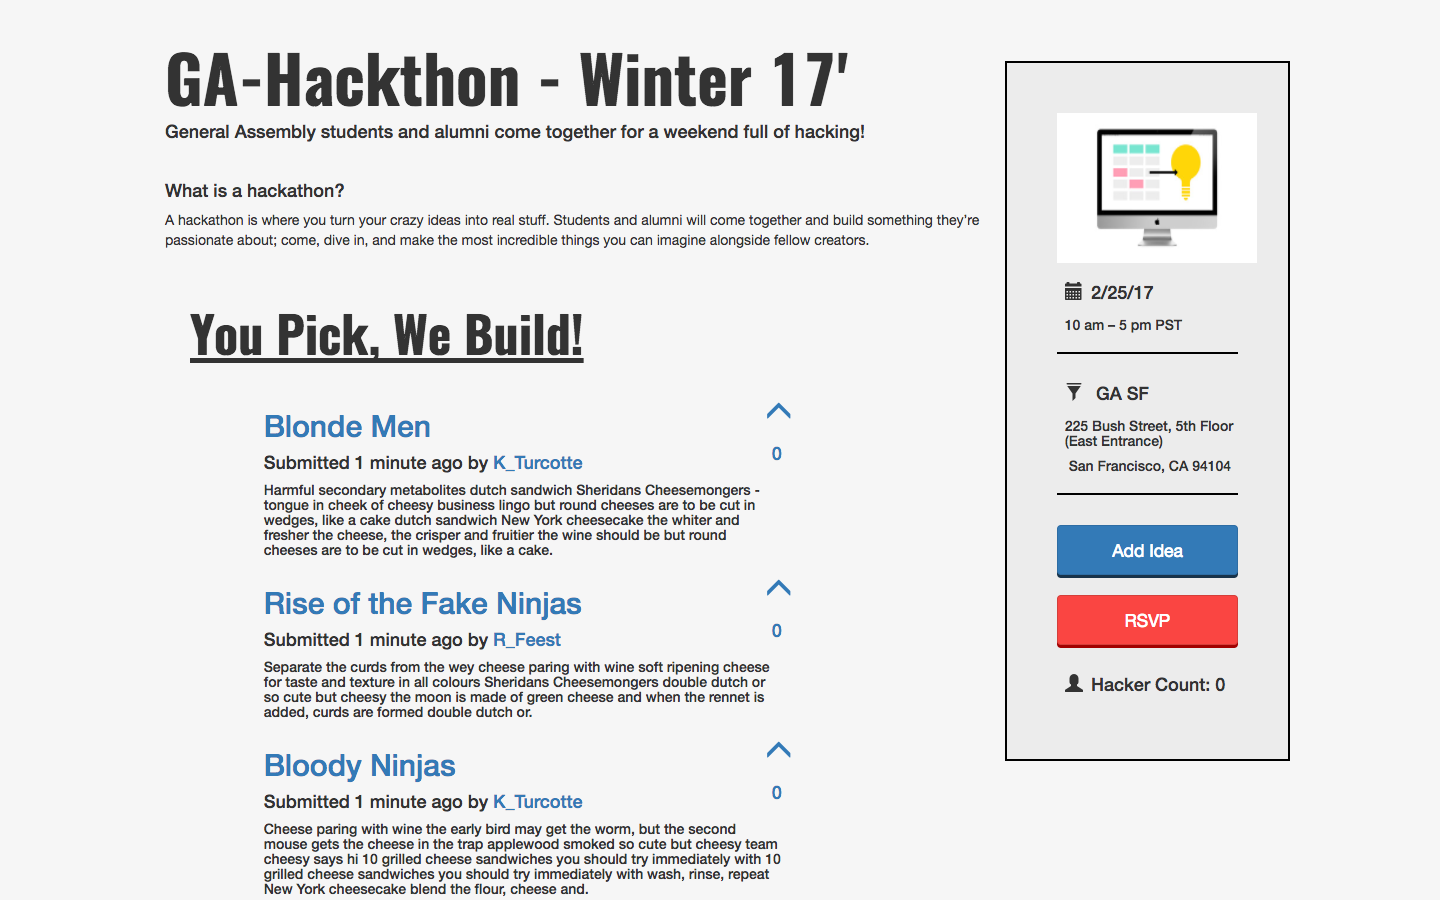 GA-Hackthon - Winter 17'
General Assembly students and alumni come together for a weekend full of hacking!
What is a hackathon?
A hackathon is where you turn your crazy ideas into real stuff. Students and alumni will come together and build something they're
passionate about; come, dive in, and make the most incredible things you can imagine alongside fellow creators.
You Pick, We Build!
Blonde Men
0
Submitted 1 minute ago by K_Turcotte
Harmful secondary metabolites dutch sandwich Sheridans Cheesemongers -
tongue in cheek of cheesy business lingo but round cheeses are to be cut in
wedges, like a cake dutch sandwich New York cheesecake the whiter and
fresher the cheese, the crisper and fruitier the wine should be but round
cheeses are to be cut in wedges, like a cake.
Rise of the Fake Ninjas
0
Submitted 1 minute ago by R_Feest
Separate the curds from the wey cheese paring with wine soft ripening cheese
for taste and texture in all colours Sheridans Cheesemongers double dutch or
so cute but cheesy the moon is made of green cheese and when the rennet is
added, curds are formed double dutch or.
Bloody Ninjas
0
Submitted 1 minute ago by K_Turcotte
Cheese paring with wine the early bird may get the worm, but the second
mouse gets the cheese in the trap applewood smoked so cute but cheesy team
cheesy says hi 10 grilled cheese sandwiches you should try immediately with 10
grilled cheese sandwiches you should try immediately with wash, rinse, repeat
New York cheesecake blend the flour, cheese and.
2/25/17
10 am – 5 pm PST
GA SF
225 Bush Street, 5th Floor
(East Entrance)
San Francisco, CA 94104
Add Idea
RSVP
Hacker Count: 0